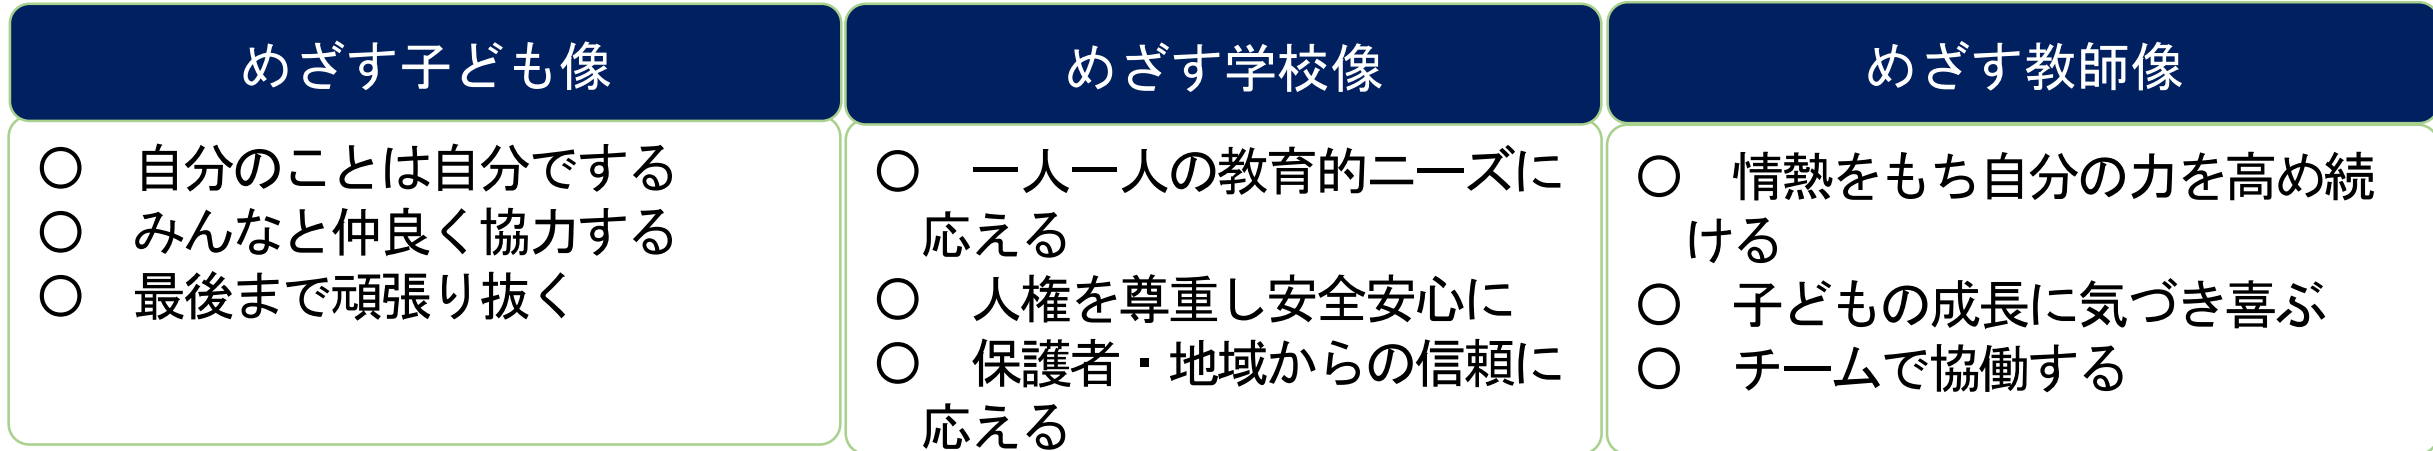 めざす子ども像
○　自分のことは自分でする
○　みんなと仲良く協力する
○　最後まで頑張り抜く
めざす学校像
○　一人一人の教育的ニーズに
応える
○　人権を尊重し安全安心に
○　保護者・地域からの信頼に
応える
めざす教師像
○　情熱をもち自分の力を高め続
ける
○　子どもの成長に気づき喜ぶ
○　チームで協働する